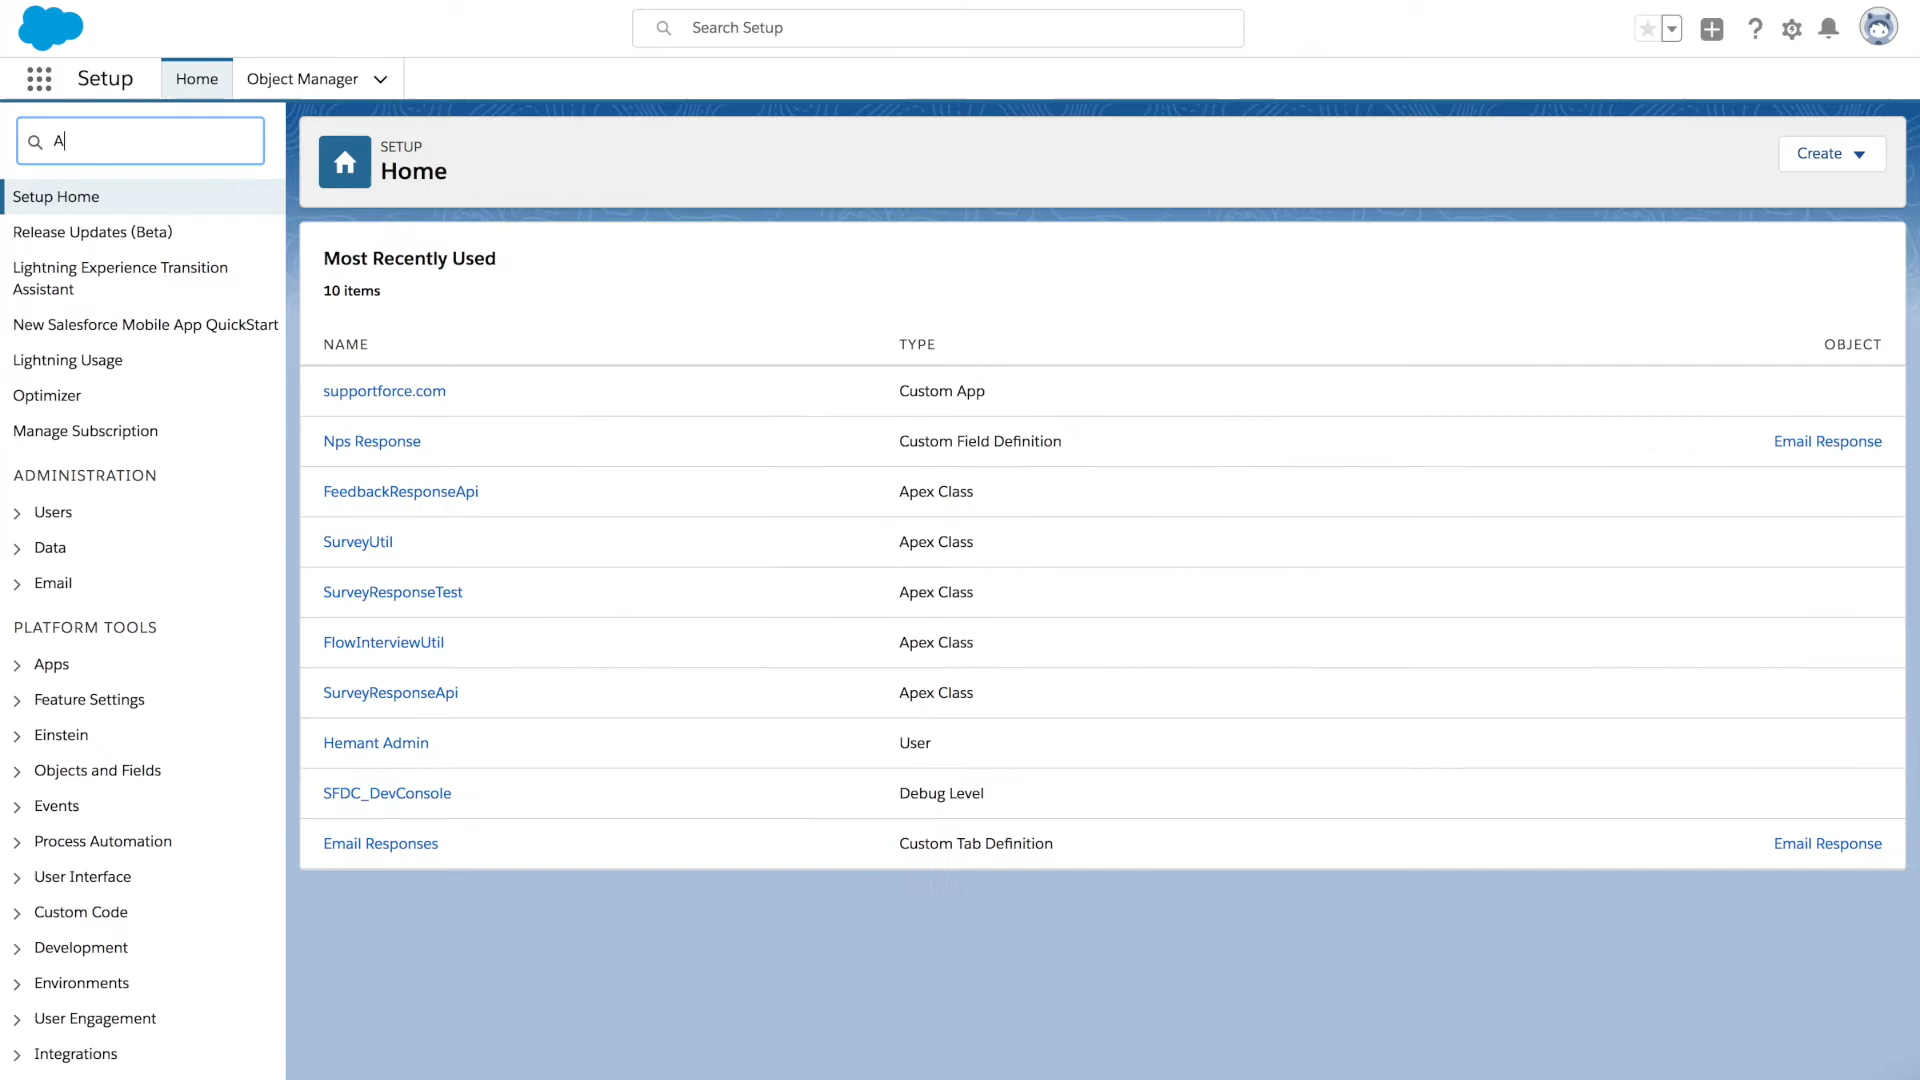 Search Setup
Setup
Home
Object Manager
A
Setup Home
Release Updates (Beta)
Lightning Experience Transition
Assistant
New Salesforce Mobile App QuickStart
Lightning Usage
Optimizer
Manage Subscription
ADMINISTRATION
Users
Data
Email
PLATFORM TOOLS
Apps
Feature Settings
Einstein
Objects and Fields
Events
Process Automation
User Interface
Custom Code
Development
Environments
User Engagement
Integrations
SETUP
Home
Create
Most Recently Used
10 items
NAME TYPE OBJECT
supportforce.com Custom App
Nps Response Custom Field Definition Email Response
FeedbackResponseApi Apex Class
SurveyUtil Apex Class
SurveyResponseTest Apex Class
FlowInterviewUtil Apex Class
SurveyResponseApi Apex Class
Hemant Admin User
SFDC_DevConsole Debug Level
Email Responses Custom Tab Definition Email Response